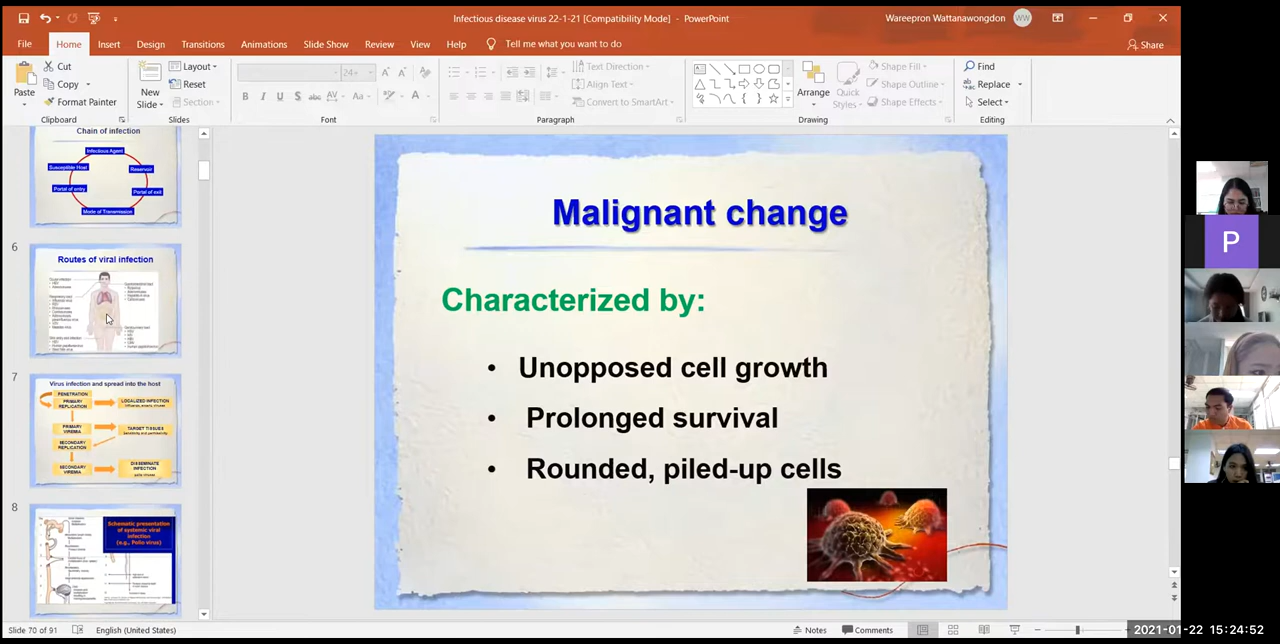 Infectious disease virus 22-1-21 [Compatibility Mode] - PowerPoint
Wareepron Wattanawongdon
WW
File Home Insert Design Transitions Animations Slide Show Review View Help Tell me what you want to do
Share
Paste
Cut
Copy
Format Painter
Clipboard
New Slide
Layout
Reset
Section
Slides
24+
Font
Text Direction
Align Text
Convert to SmartArt
Paragraph
Arrange
Quick Styles
Shape Fill
Shape Outline
Shape Effects
Drawing
Find
Replace
Select
Editing
Chain of infection
Infectious Agent
Susceptible Host
Reservoir
Portal of entry
Portal of exit
Mode of Transmission
6
Routes of viral infection
7
Virus infection and spread into the host
PENETRATION
PRIMARY REPLICATION
LOCALIZED INFECTION
PRIMARY VIREMIA
TARGET TISSUES
SECONDARY REPLICATION
SECONDARY VIREMIA
DISSEMINATE INFECTION
8
Schematic presentation
of systemic viral
infection
(e.g., Polio virus)
Malignant change
Characterized by:
• Unopposed cell growth
• Prolonged survival
• Rounded, piled-up cells
P
Slide 70 of 91
English (United States)
Notes
Comments
2021-01-22 15:24:52